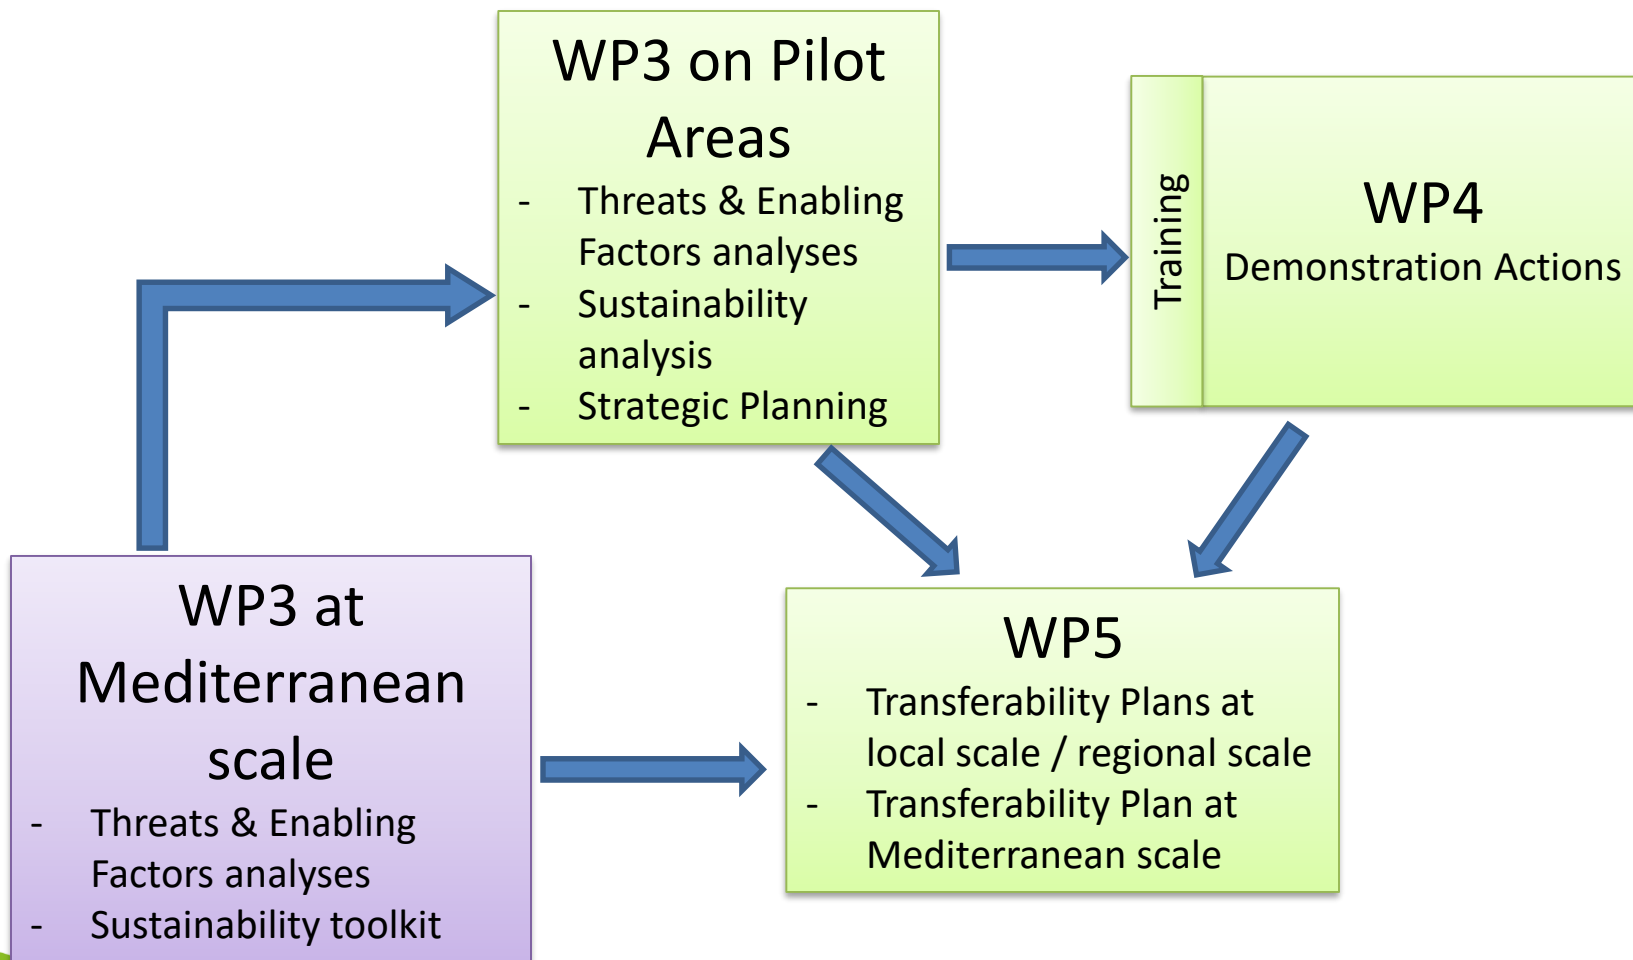 WP3 on Pilot
Areas
- Threats & Enabling
Factors analyses
- Sustainability
analysis
- Strategic Planning
Training
WP4
Demonstration Actions
WP3 at
Mediterranean
scale
- Threats & Enabling
Factors analyses
- Sustainability toolkit
WP5
- Transferability Plans at
local scale / regional scale
- Transferability Plan at
Mediterranean scale